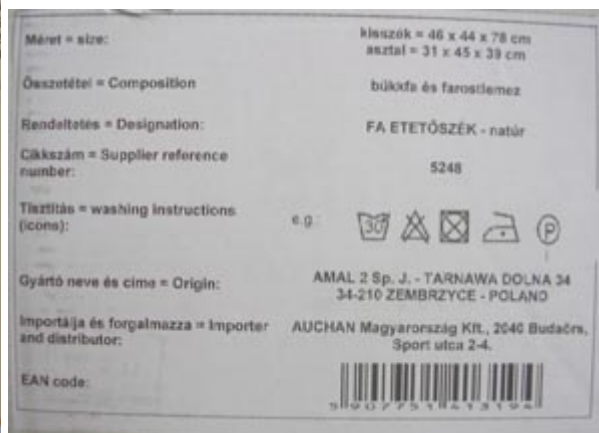 Méret = size:
kisszék = 46 x 44 x 78 cm
asztal = 31 x 45 x 39 cm
Összetétel = Composition
bükkfa és farostlemez
Rendeltetés = Designation:
FA ETETŐSZÉK - natúr
Cikkszám = Supplier reference
number:
5248
Tisztítás = washing instructions
(icons):
e.g.
30
P
Gyártó neve és címe = Origin:
AMAL 2 Sp. J. - TARNAWA DOLNA 34
34-210 ZEMBRZYCE - POLAND
Importálja és forgalmazza = Importer
and distributor:
AUCHAN Magyarország Kft., 2040 Budaörs,
Sport utca 2-4.
EAN code:
5907751413194